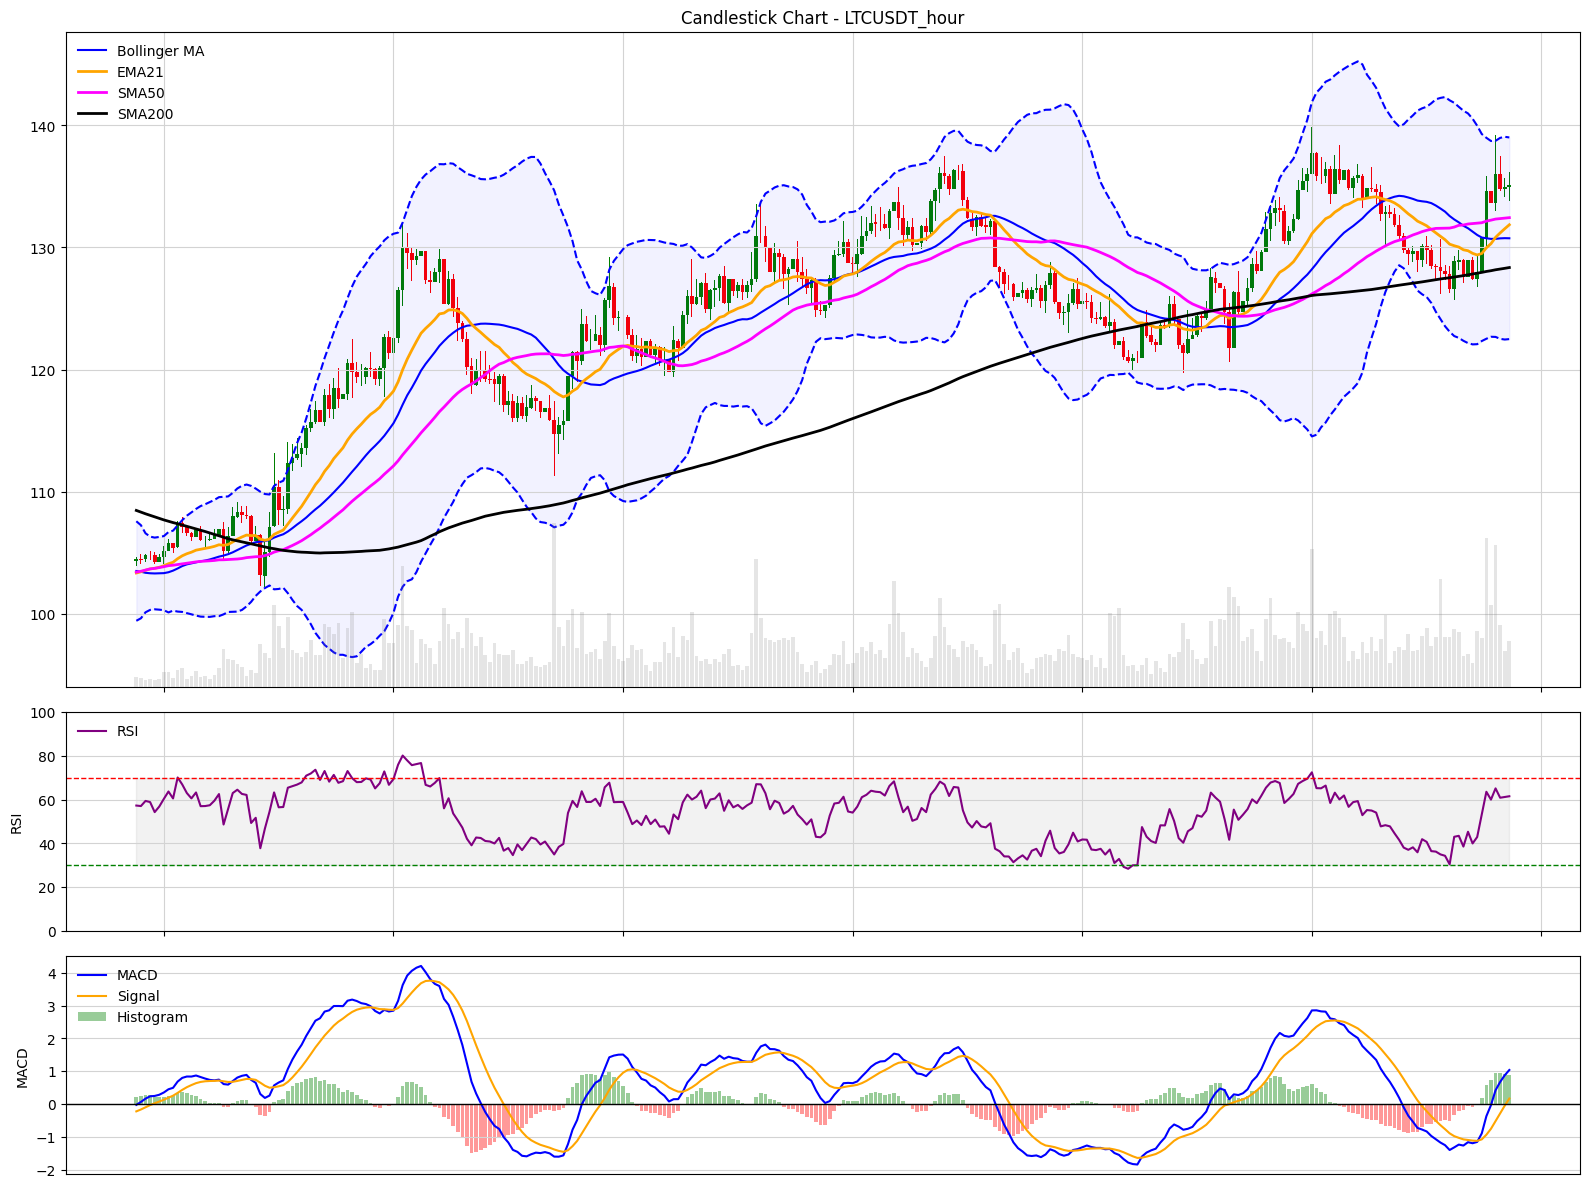 Candlestick Chart - LTCUSDT_hour
Bollinger MA
EMA21
SMA50
SMA200
140
130
120
110
100
100
RSI
80
60
RSI
40
20
0
MACD
4
Signal
3
Histogram
2
MACD
1
0
−1
−2